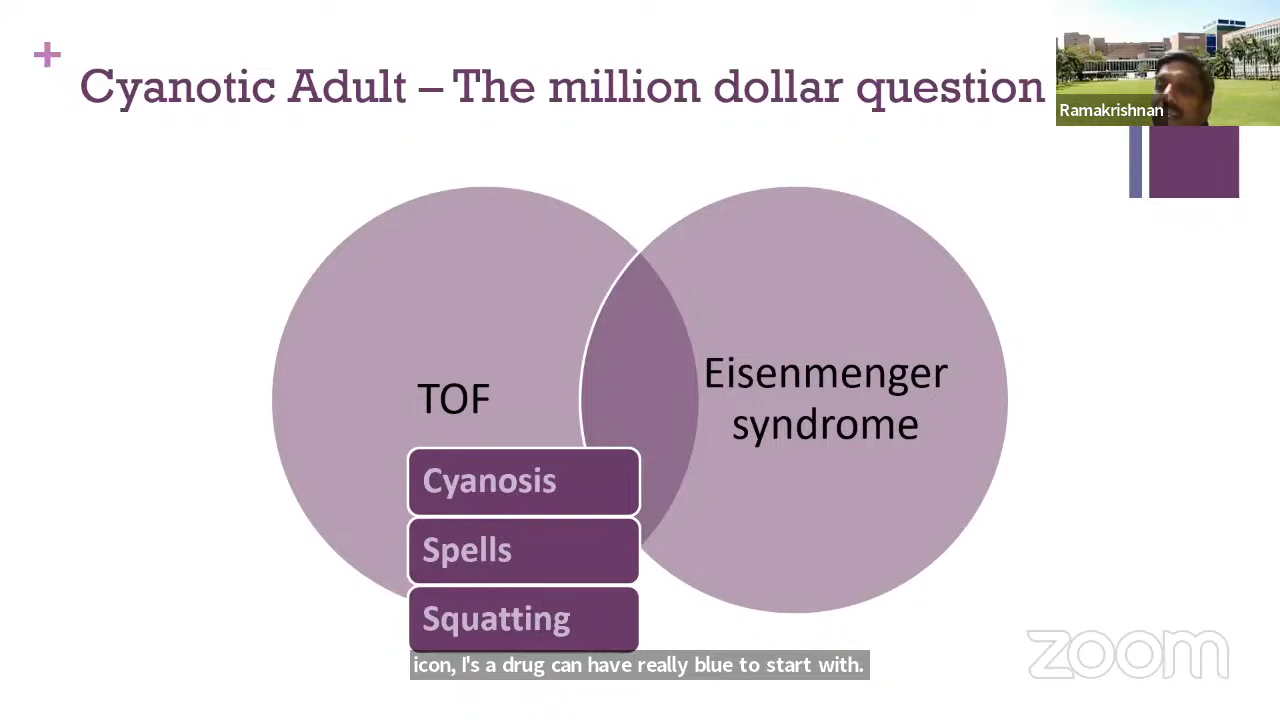 +
Cyanotic Adult – The million dollar question
Ramakrishnan
TOF
Eisenmenger
syndrome
Cyanosis
Spells
Squatting
icon, I's a drug can have really blue to start with.
zoom